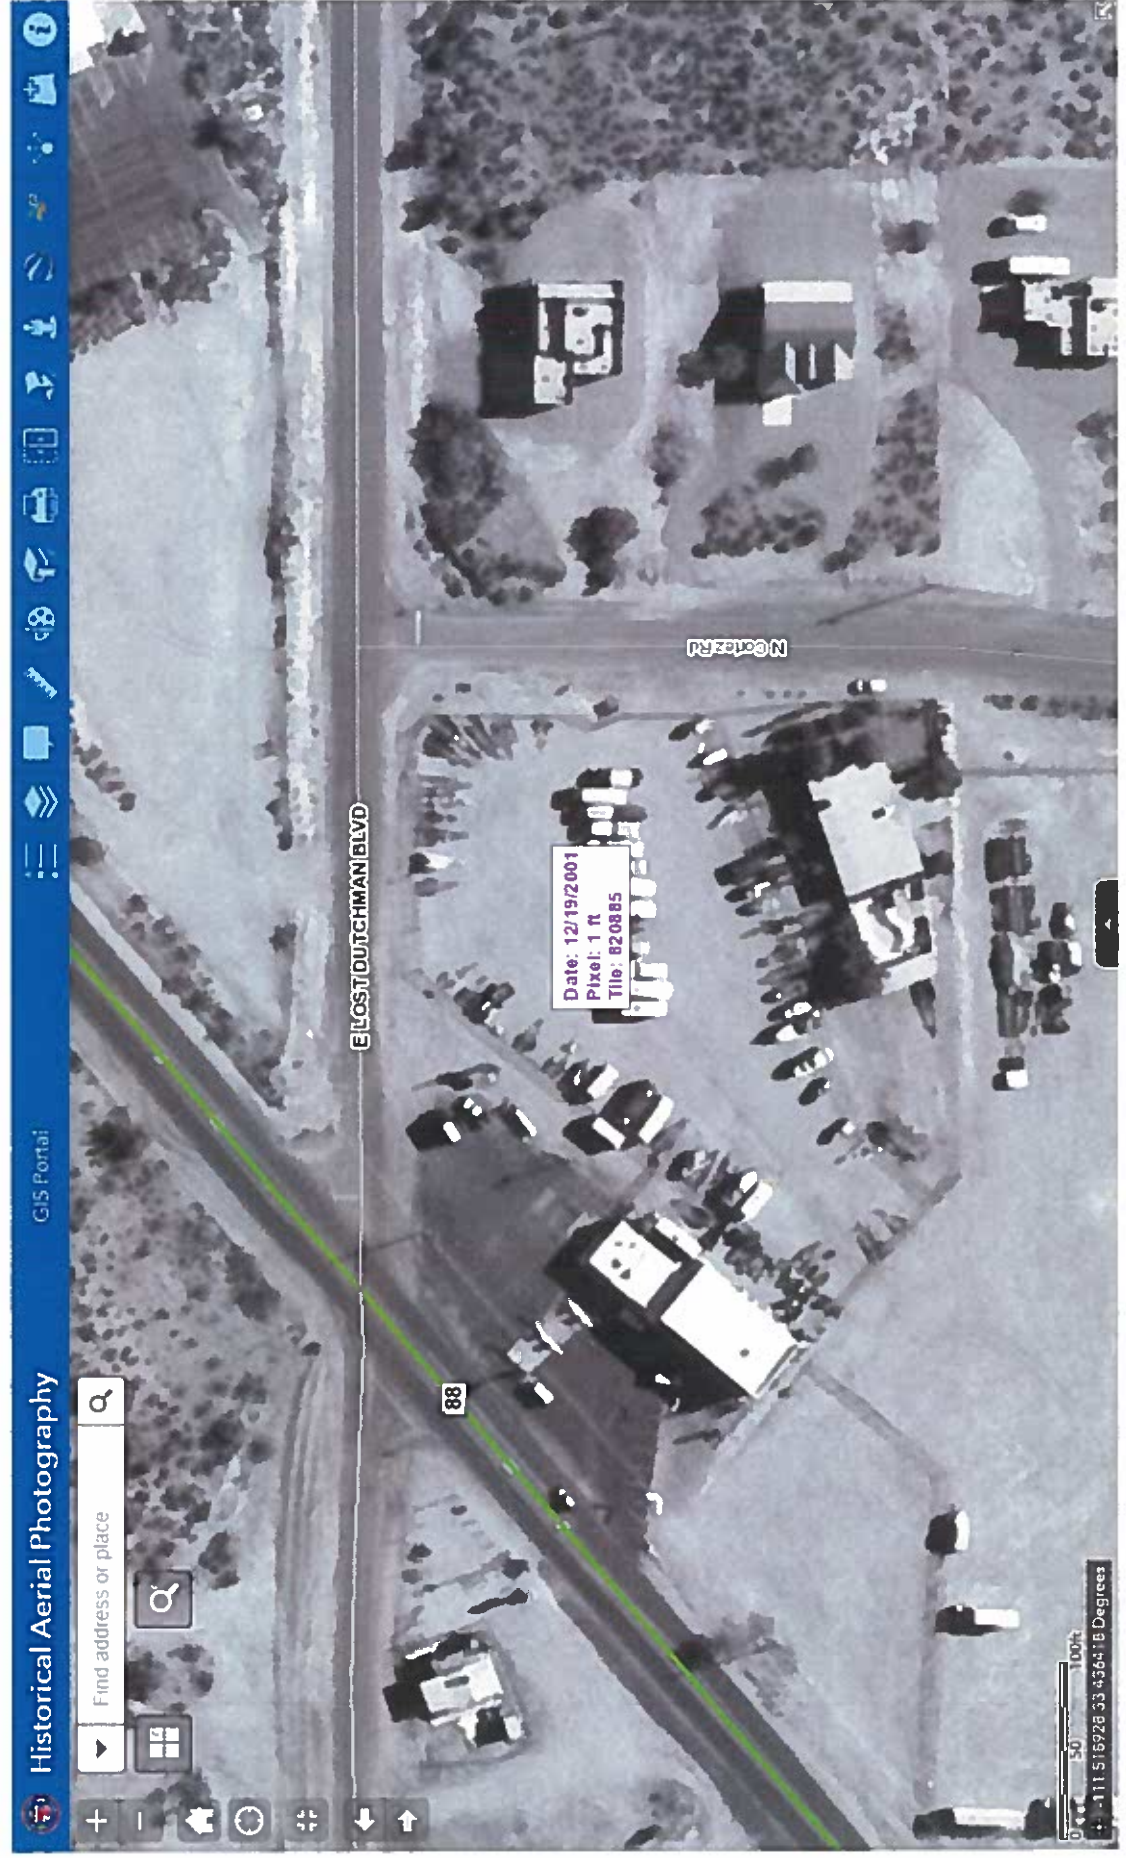 Historical Aerial Photography
GIS Portal
Find address or place
E LOST DUTCHMAN BLVD
N Cortez Rd
88
Date: 12/19/2001
Pixel: 1 ft
Tile: 820885
0 50 100ft
-111.515928 33.436418 Degrees